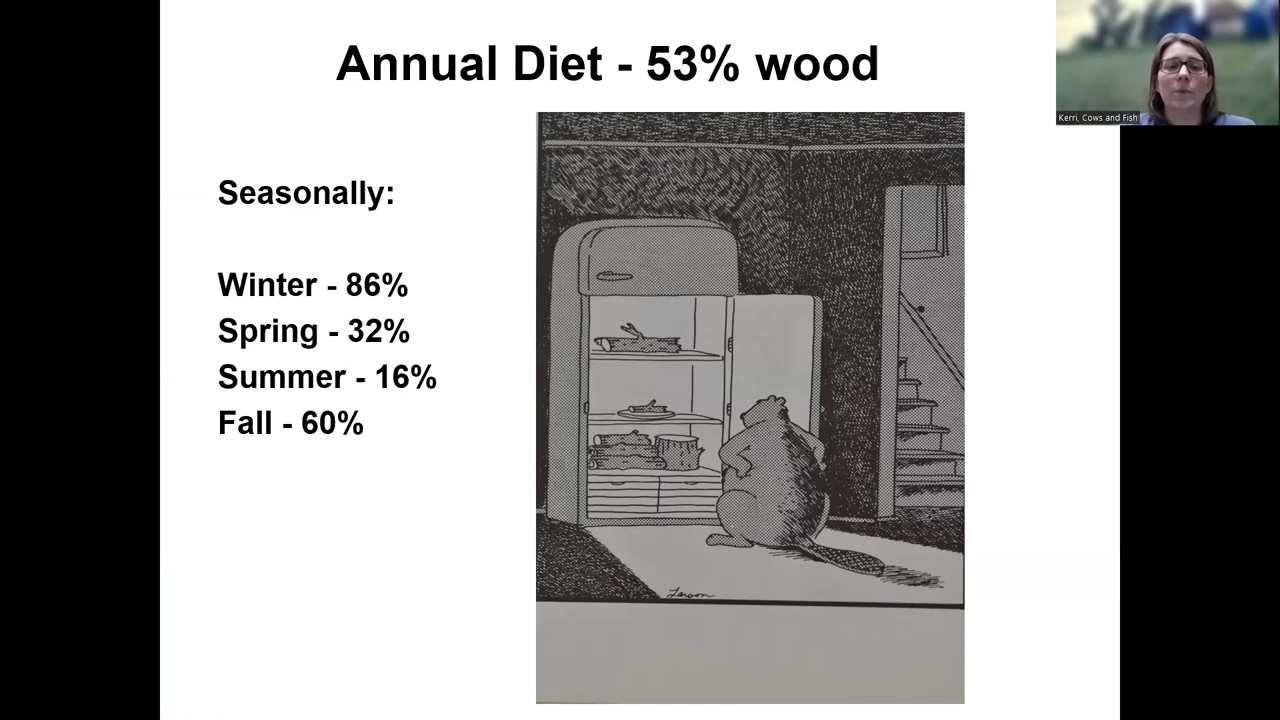 Annual Diet - 53% wood
Kerri, Cows and Fish
Seasonally:
Winter - 86%
Spring - 32%
Summer - 16%
Fall - 60%
Larson